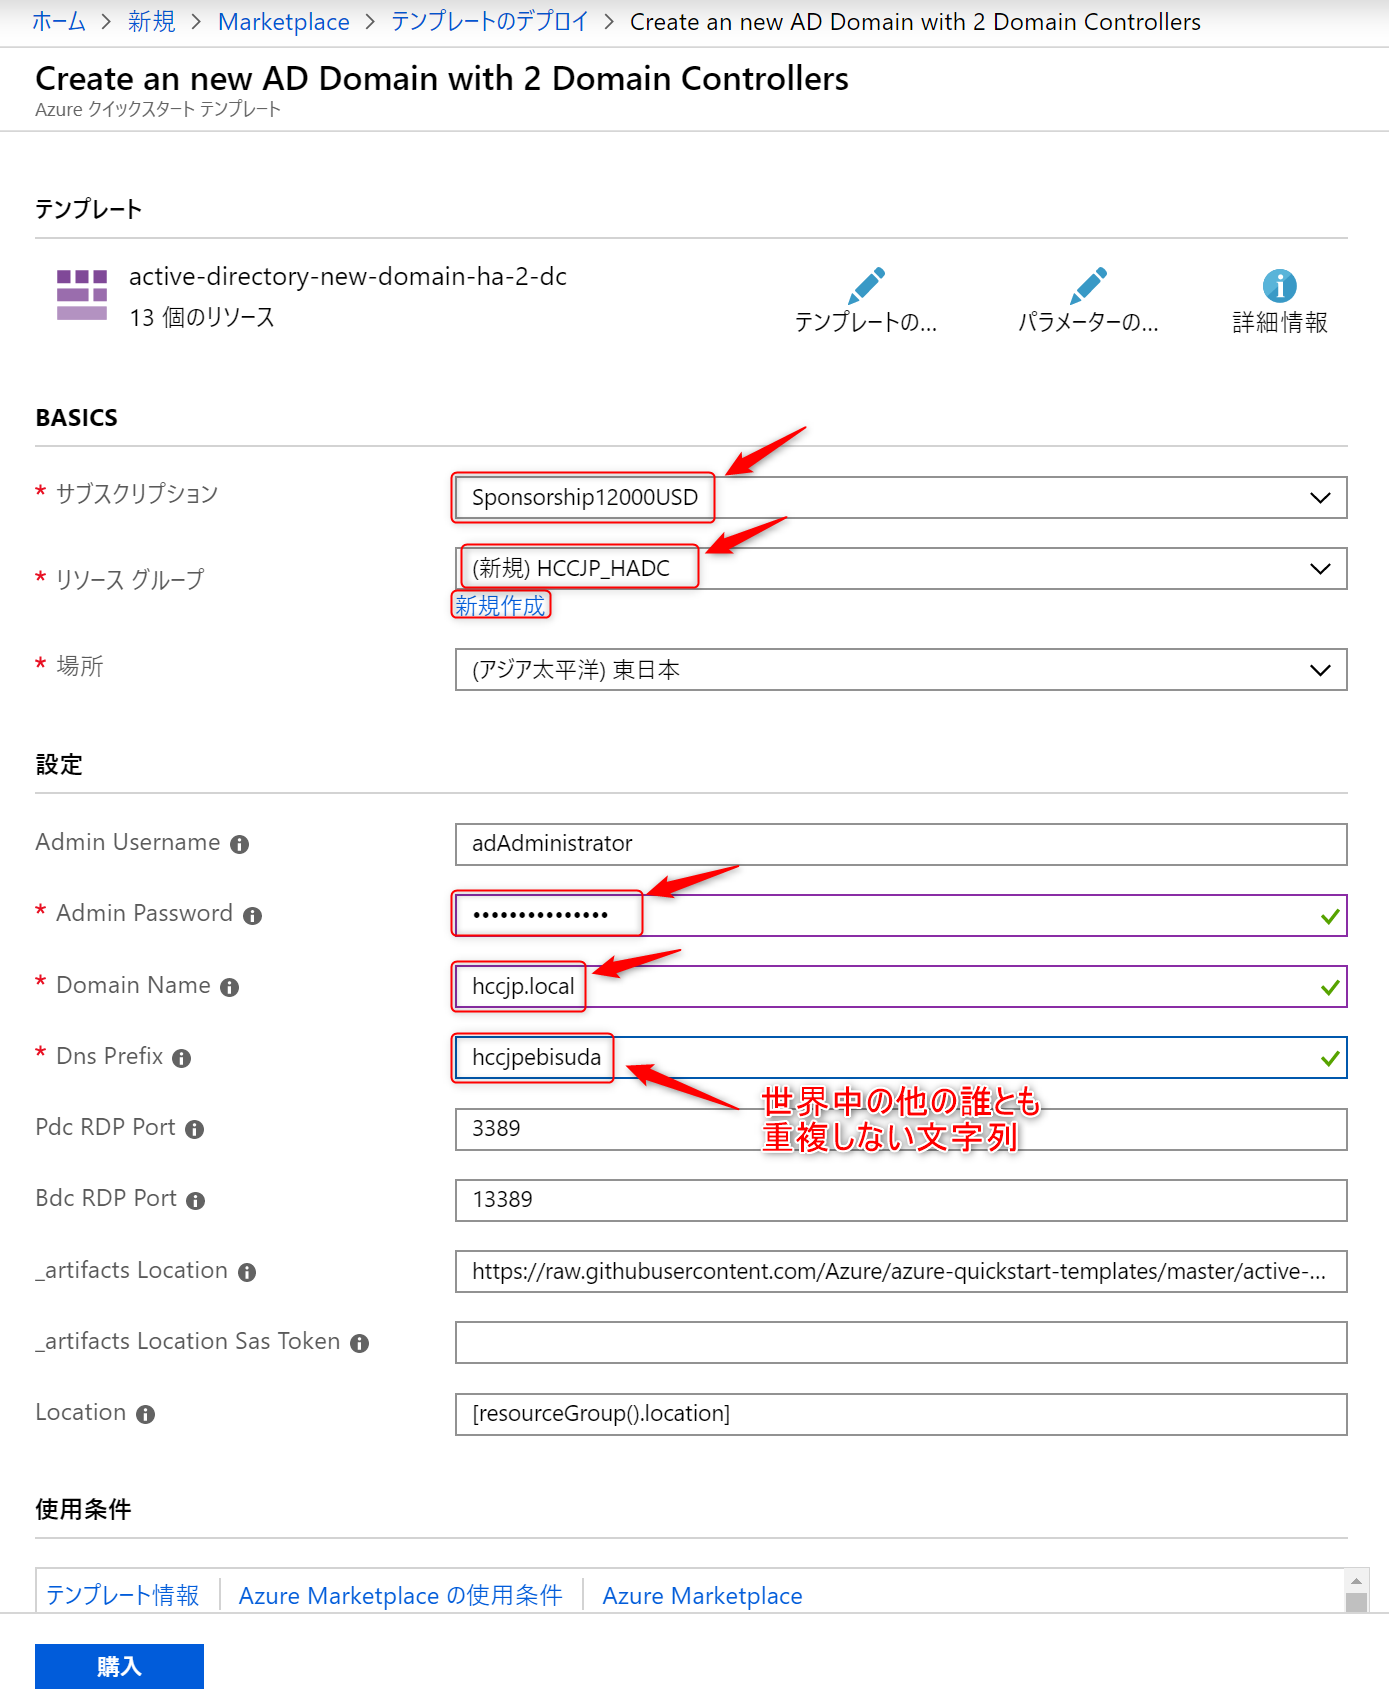 ホーム > 新規 > Marketplace > テンプレートのデプロイ > Create an new AD Domain with 2 Domain Controllers
Create an new AD Domain with 2 Domain Controllers
Azure クイックスタート テンプレート
テンプレート
active-directory-new-domain-ha-2-dc
13 個のリソース
テンプレートの...
パラメーターの...
詳細情報
BASICS
* サブスクリプション
Sponsorship12000USD
* リソース グループ
(新規) HCCJP_HADC
新規作成
* 場所
(アジア太平洋) 東日本
設定
Admin Username
adAdministrator
* Admin Password
•••••••••••••••
* Domain Name
hccjp.local
* Dns Prefix
hccjpebisuda
世界中の他の誰とも
重複しない文字列
Pdc RDP Port
3389
Bdc RDP Port
13389
_artifacts Location
https://raw.githubusercontent.com/Azure/azure-quickstart-templates/master/active-...
_artifacts Location Sas Token
Location
[resourceGroup().location]
使用条件
テンプレート情報 | Azure Marketplace の使用条件 | Azure Marketplace
購入